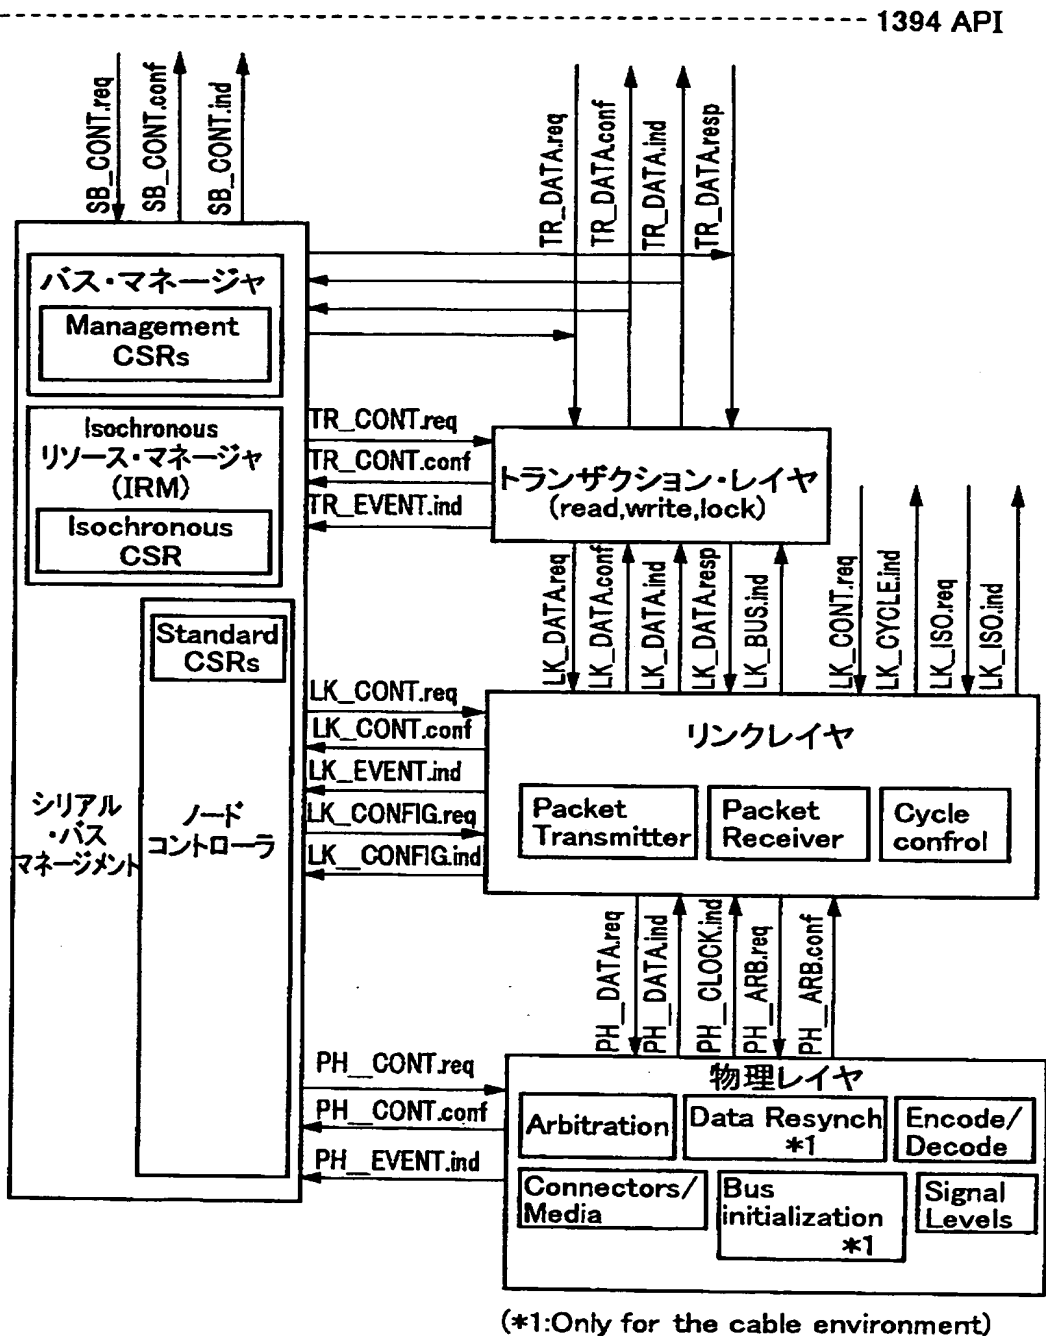 1394 API
SB_CONT.req
SB_CONT.conf
SB_CONT.ind
TR_DATA.req
TR_DATA.conf
TR_DATA.ind
TR_DATA.resp
バス・マネージャ
Management
CSRs
Isochronous
リソース・マネージャ
(IRM)
Isochronous
CSR
TR_CONT.req
TR_CONT.conf
TR_EVENT.ind
トランザクション・レイヤ
(read,write,lock)
LK_DATA.req
LK_DATA.conf
LK_DATA.ind
LK_DATA.resp
LK_BUS.ind
LK_CONT.req
LK_CYCLE.ind
LK_ISO.req
LK_ISO.ind
Standard
CSRs
シリアル
・バス
マネージメント
ノード
コントローラ
LK_CONT.req
LK_CONT.conf
LK_EVENT.ind
LK_CONFIG.req
LK_CONFIG.ind
リンクレイヤ
Packet
Transmitter
Packet
Receiver
Cycle
confrol
PH_DATA.req
PH_DATA.ind
PH_CLOCK.ind
PH_ARB.req
PH_ARB.conf
PH_CONT.req
PH_CONT.conf
PH_EVENT.ind
物理レイヤ
Arbitration
Data Resynch
*1
Encode/
Decode
Connectors/
Media
Bus
initialization
*1
Signal
Levels
(*1:Only for the cable environment)